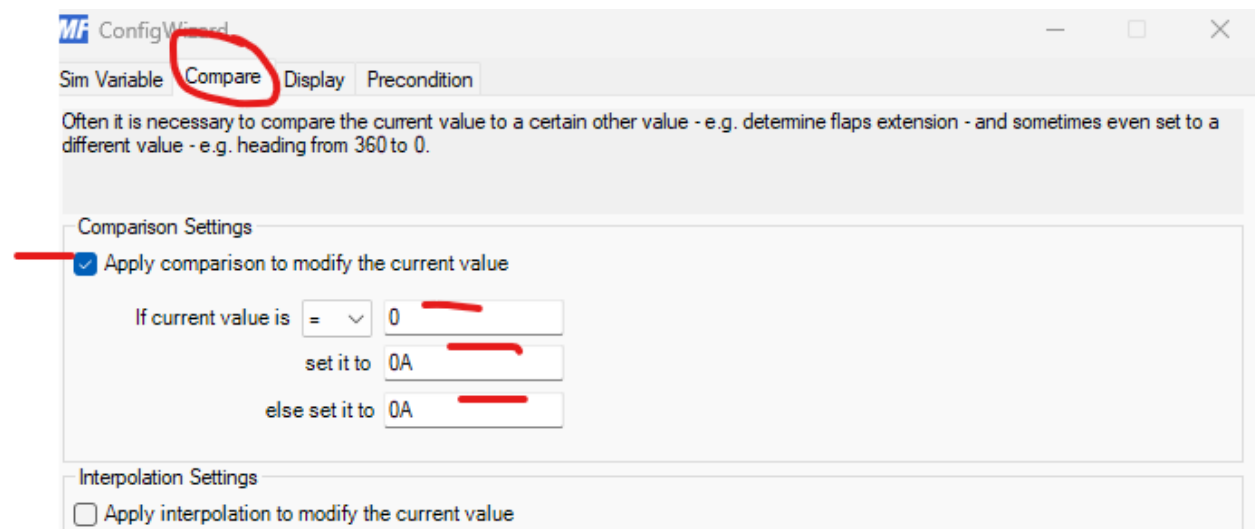 MF ConfigWizard
Sim Variable Compare Display Precondition
Often it is necessary to compare the current value to a certain other value - e.g. determine flaps extension - and sometimes even set to a
different value - e.g. heading from 360 to 0.
Comparison Settings
Apply comparison to modify the current value
If current value is = 0
set it to 0A
else set it to 0A
Interpolation Settings
Apply interpolation to modify the current value